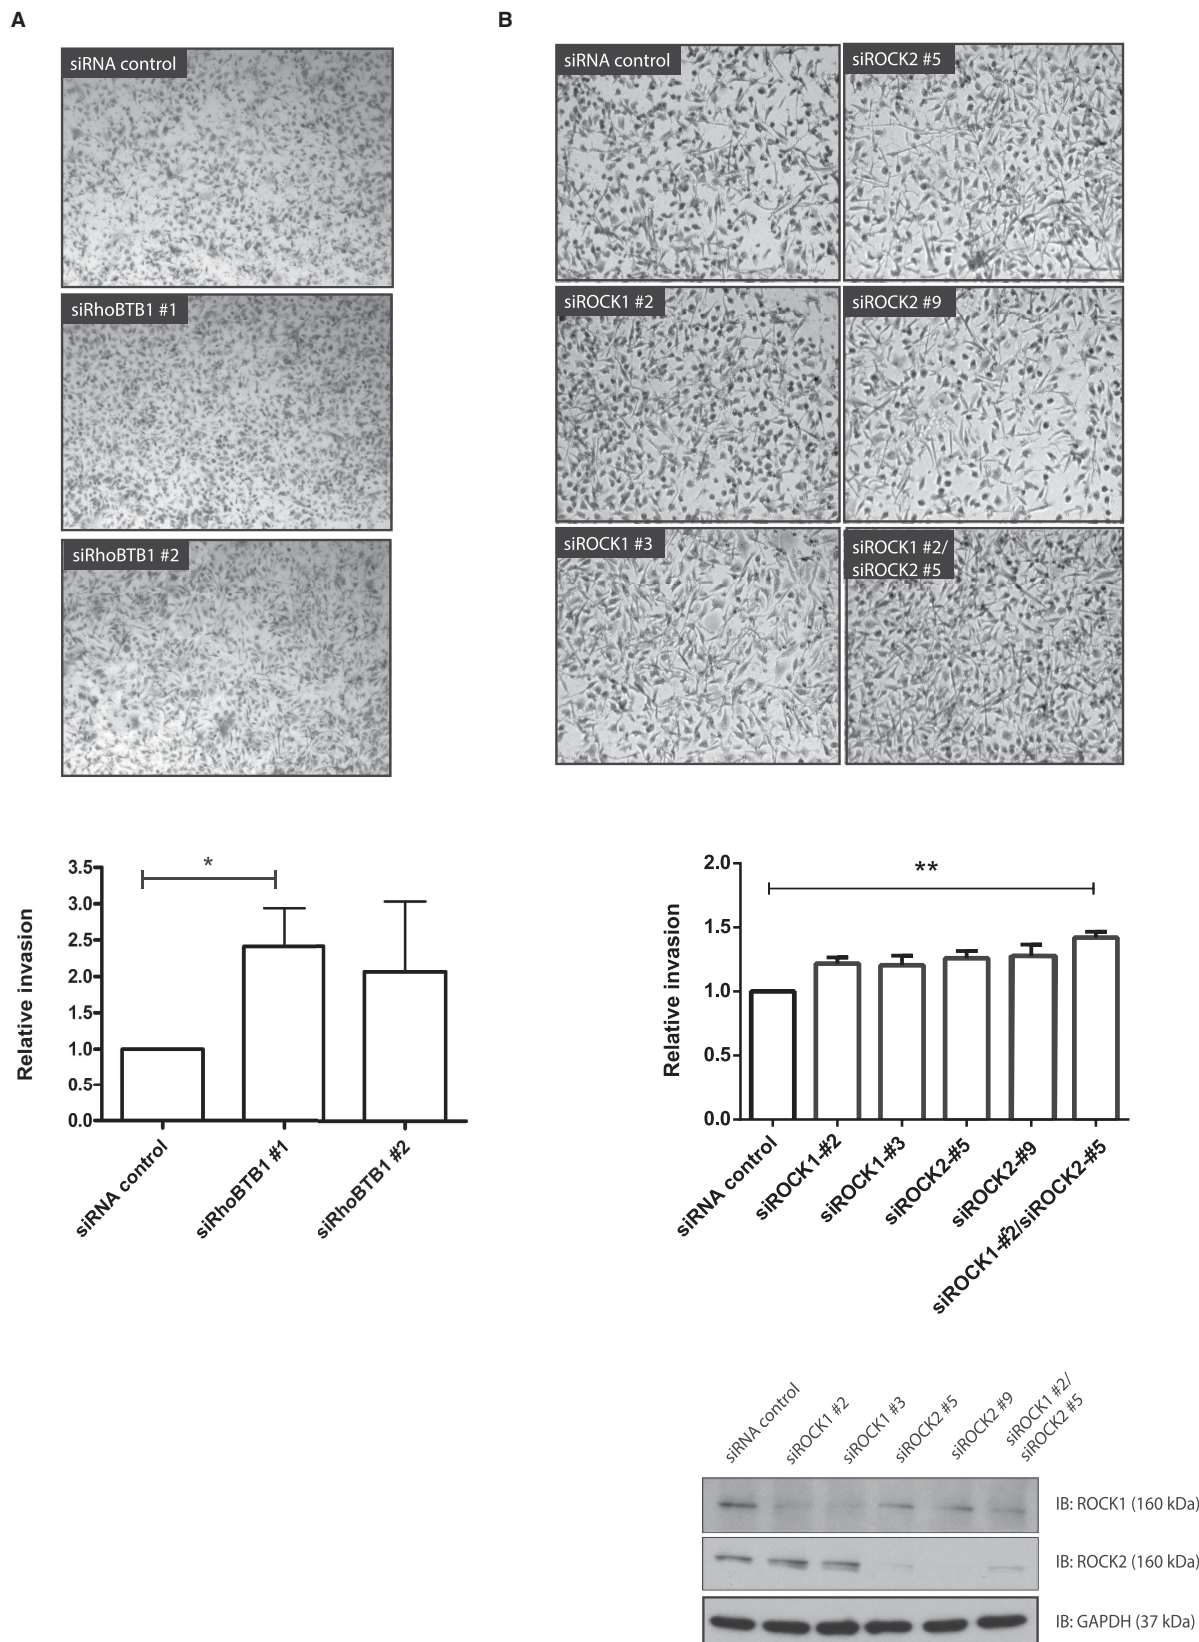 A
siRNA control
siRhoBTB1 #1
siRhoBTB1 #2
3.5
3.0
2.5
2.0
1.5
1.0
0.5
0.0
Relative invasion
*
siRNA control
siRhoBTB1 #1
siRhoBTB1 #2
B
siRNA control
siROCK2 #5
siROCK1 #2
siROCK2 #9
siROCK1 #3
siROCK1 #2/
siROCK2 #5
2.0
1.5
1.0
0.5
0.0
Relative invasion
**
siRNA control
siROCK1-#2
siROCK1-#3
siROCK2-#5
siROCK2-#9
siROCK1-#2/siROCK2-#5
siRNA control
siROCK1 #2
siROCK1 #3
siROCK2 #5
siROCK2 #9
siROCK1 #2/
siROCK2 #5
IB: ROCK1 (160 kDa)
IB: ROCK2 (160 kDa)
IB: GAPDH (37 kDa)